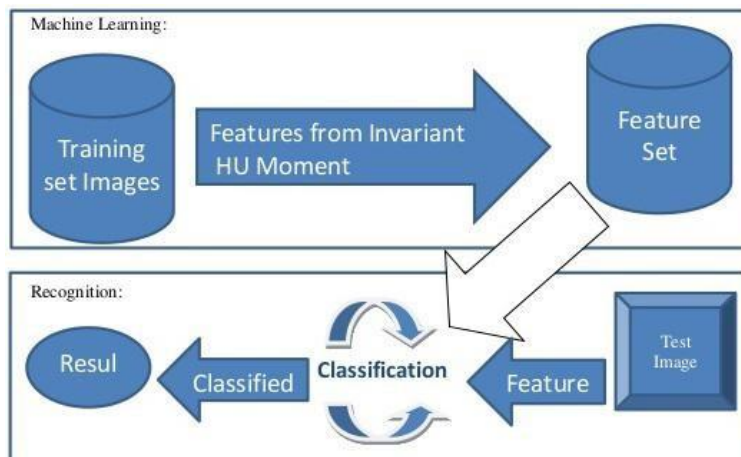 Machine Learning:
Training
set Images
Features from Invariant
HU Moment
Feature
Set
Recognition:
Resul
Classified
Classification
Feature
Test
Image